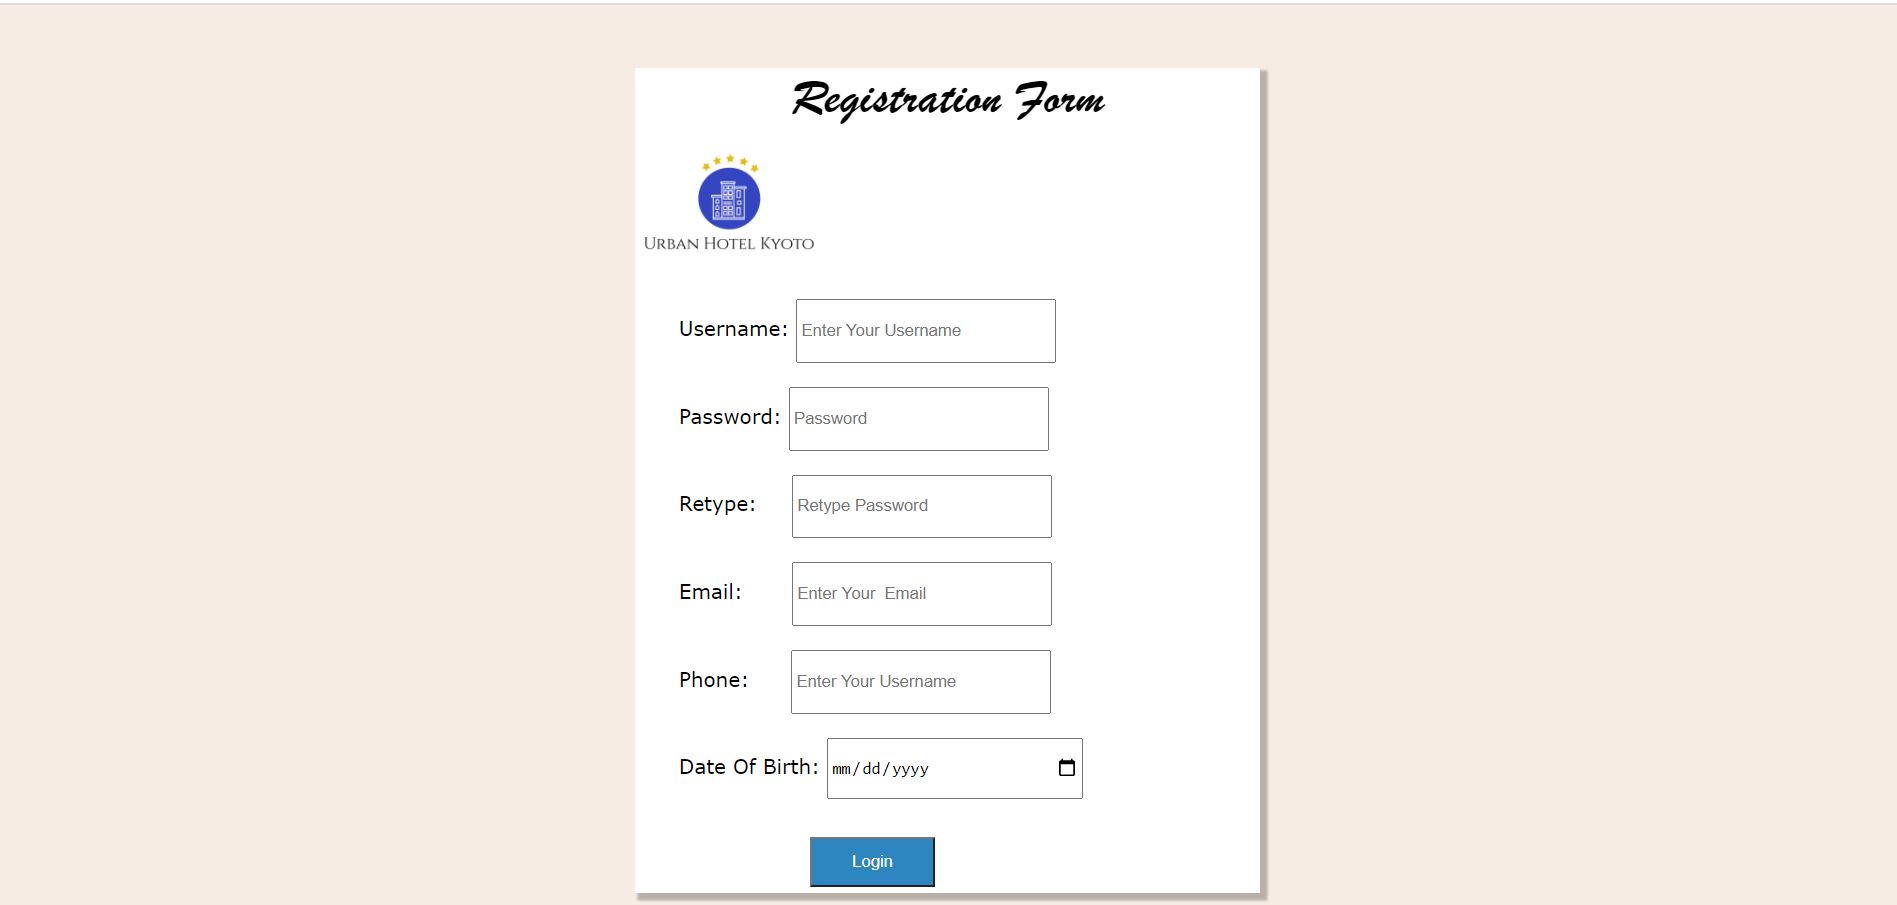 Registration Form
URBAN HOTEL KYOTO
Username: Enter Your Username
Password: Password
Retype: Retype Password
Email: Enter Your  Email
Phone: Enter Your Username
Date Of Birth: mm/dd/yyyy
Login